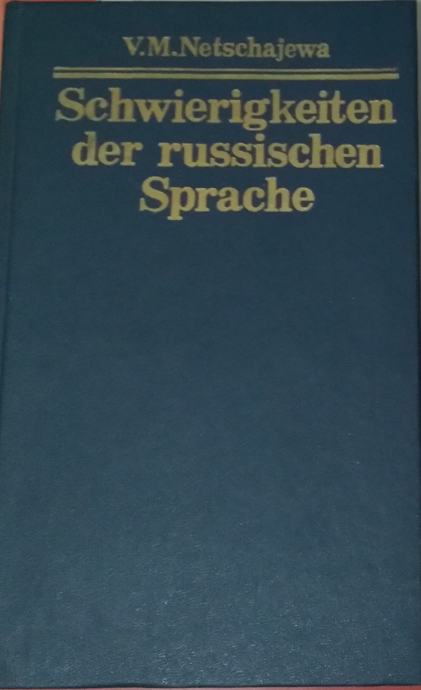 V.M.Netschajewa
Schwierigkeiten
der russischen
Sprache